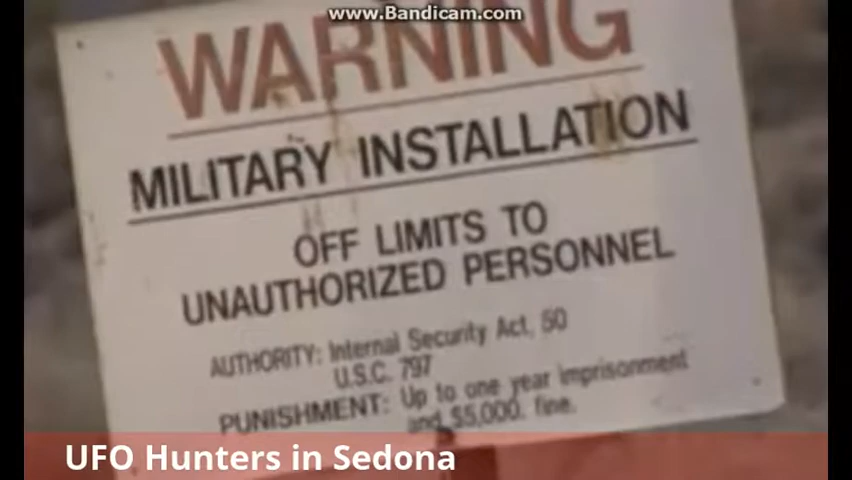 www.Bandicam.com
WARNING
MILITARY INSTALLATION
OFF LIMITS TO
UNAUTHORIZED PERSONNEL
AUTHORITY: Internal Security Act, 50
U.S.C. 797
PUNISHMENT: Up to one year imprisonment
and $5,000. fine.
UFO Hunters in Sedona